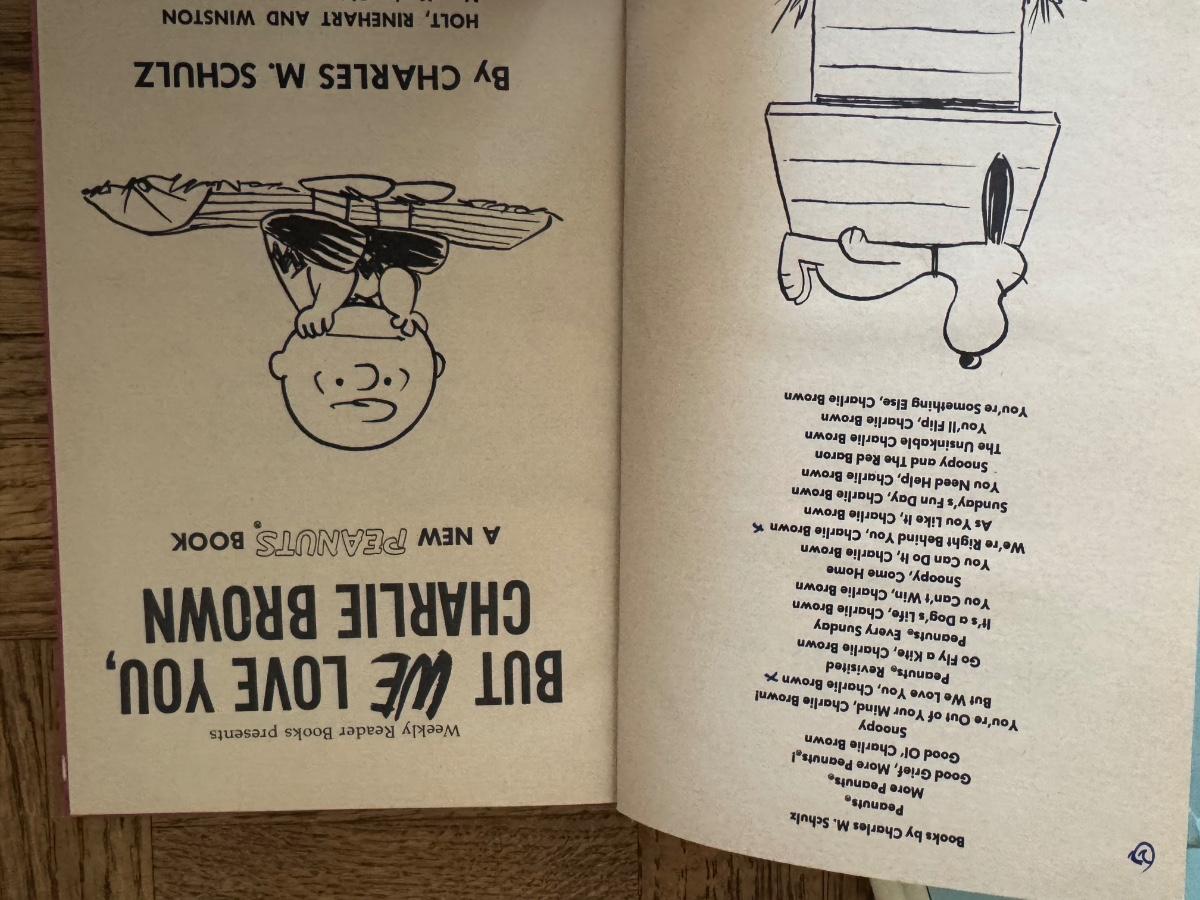 Books by Charles M. Schulz
Peanuts®
More Peanuts®
Good Grief, More Peanuts®!
Good Ol' Charlie Brown
Snoopy
You're Out of Your Mind, Charlie Brown!
But We Love You, Charlie Brown x
Peanuts® Revisited
Go Fly a Kite, Charlie Brown
Peanuts® Every Sunday
It's a Dog's Life, Charlie Brown
You Can't Win, Charlie Brown
Snoopy, Come Home
You Can Do It, Charlie Brown
We're Right Behind You, Charlie Brown x
As You Like It, Charlie Brown
Sunday's Fun Day, Charlie Brown
You Need Help, Charlie Brown
Snoopy and The Red Baron
The Unsinkable Charlie Brown
You'll Flip, Charlie Brown
You're Something Else, Charlie Brown
Weekly Reader Books presents
BUT WE LOVE YOU,
CHARLIE BROWN
A NEW PEANUTS® BOOK
By CHARLES M. SCHULZ
HOLT, RINEHART AND WINSTON